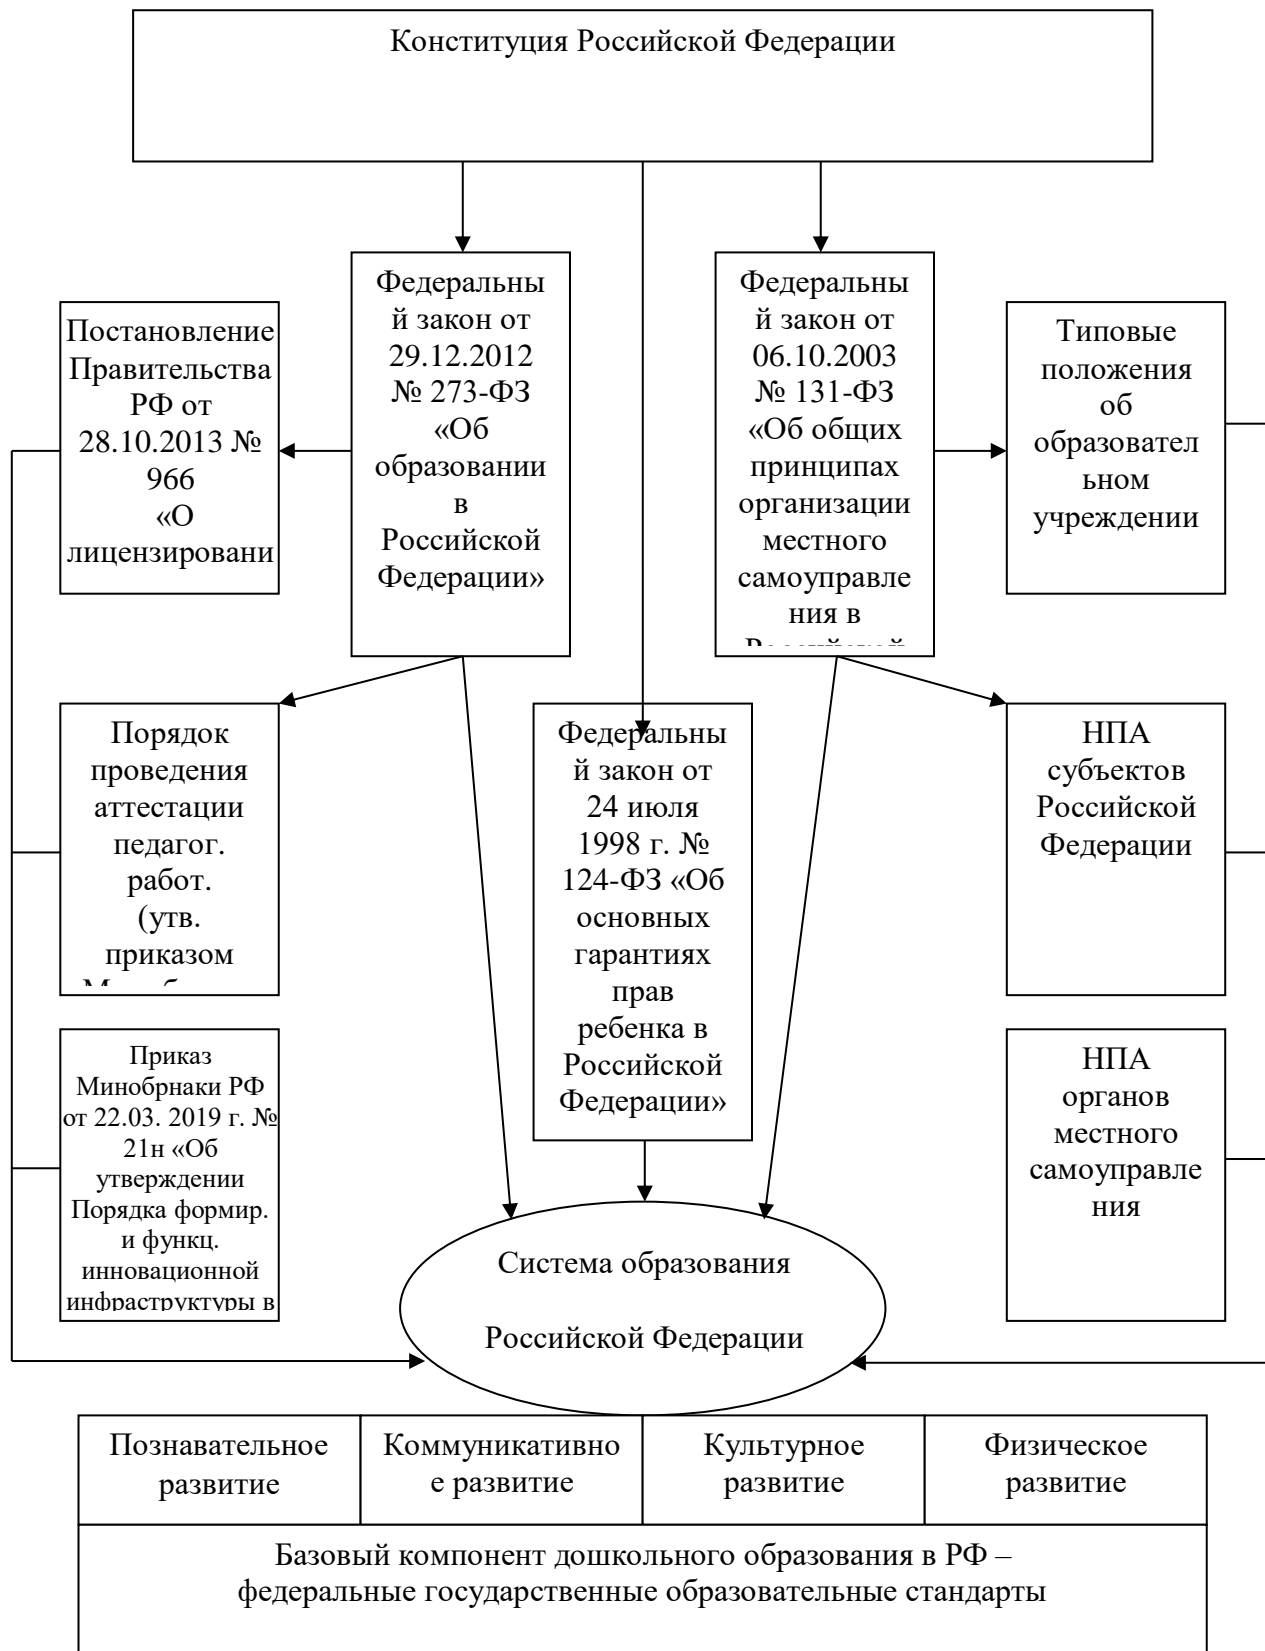 Конституция Российской Федерации
Федеральны
й закон от
29.12.2012
№ 273-ФЗ
«Об
образовании
в
Российской
Федерации»
Федеральны
й закон от
06.10.2003
№ 131-ФЗ
«Об общих
принципах
организации
местного
самоуправле
ния в
Российской
Постановление
Правительства
РФ от
28.10.2013 №
966
«О
лицензировани
Типовые
положения
об
образовател
ьном
учреждении
Порядок
проведения
аттестации
педагог.
работ.
(утв.
приказом
Федеральны
й закон от
24 июля
1998 г. №
124-ФЗ «Об
основных
гарантиях
прав
ребенка в
Российской
Федерации»
НПА
субъектов
Российской
Федерации
Приказ
Минобрнаки РФ
от 22.03. 2019 г. №
21н «Об
утверждении
Порядка формир.
и функц.
инновационной
инфраструктуры в
НПА
органов
местного
самоуправле
ния
Система образования
Российской Федерации
Познавательное
развитие
Коммуникативно
е развитие
Культурное
развитие
Физическое
развитие
Базовый компонент дошкольного образования в РФ –
федеральные государственные образовательные стандарты